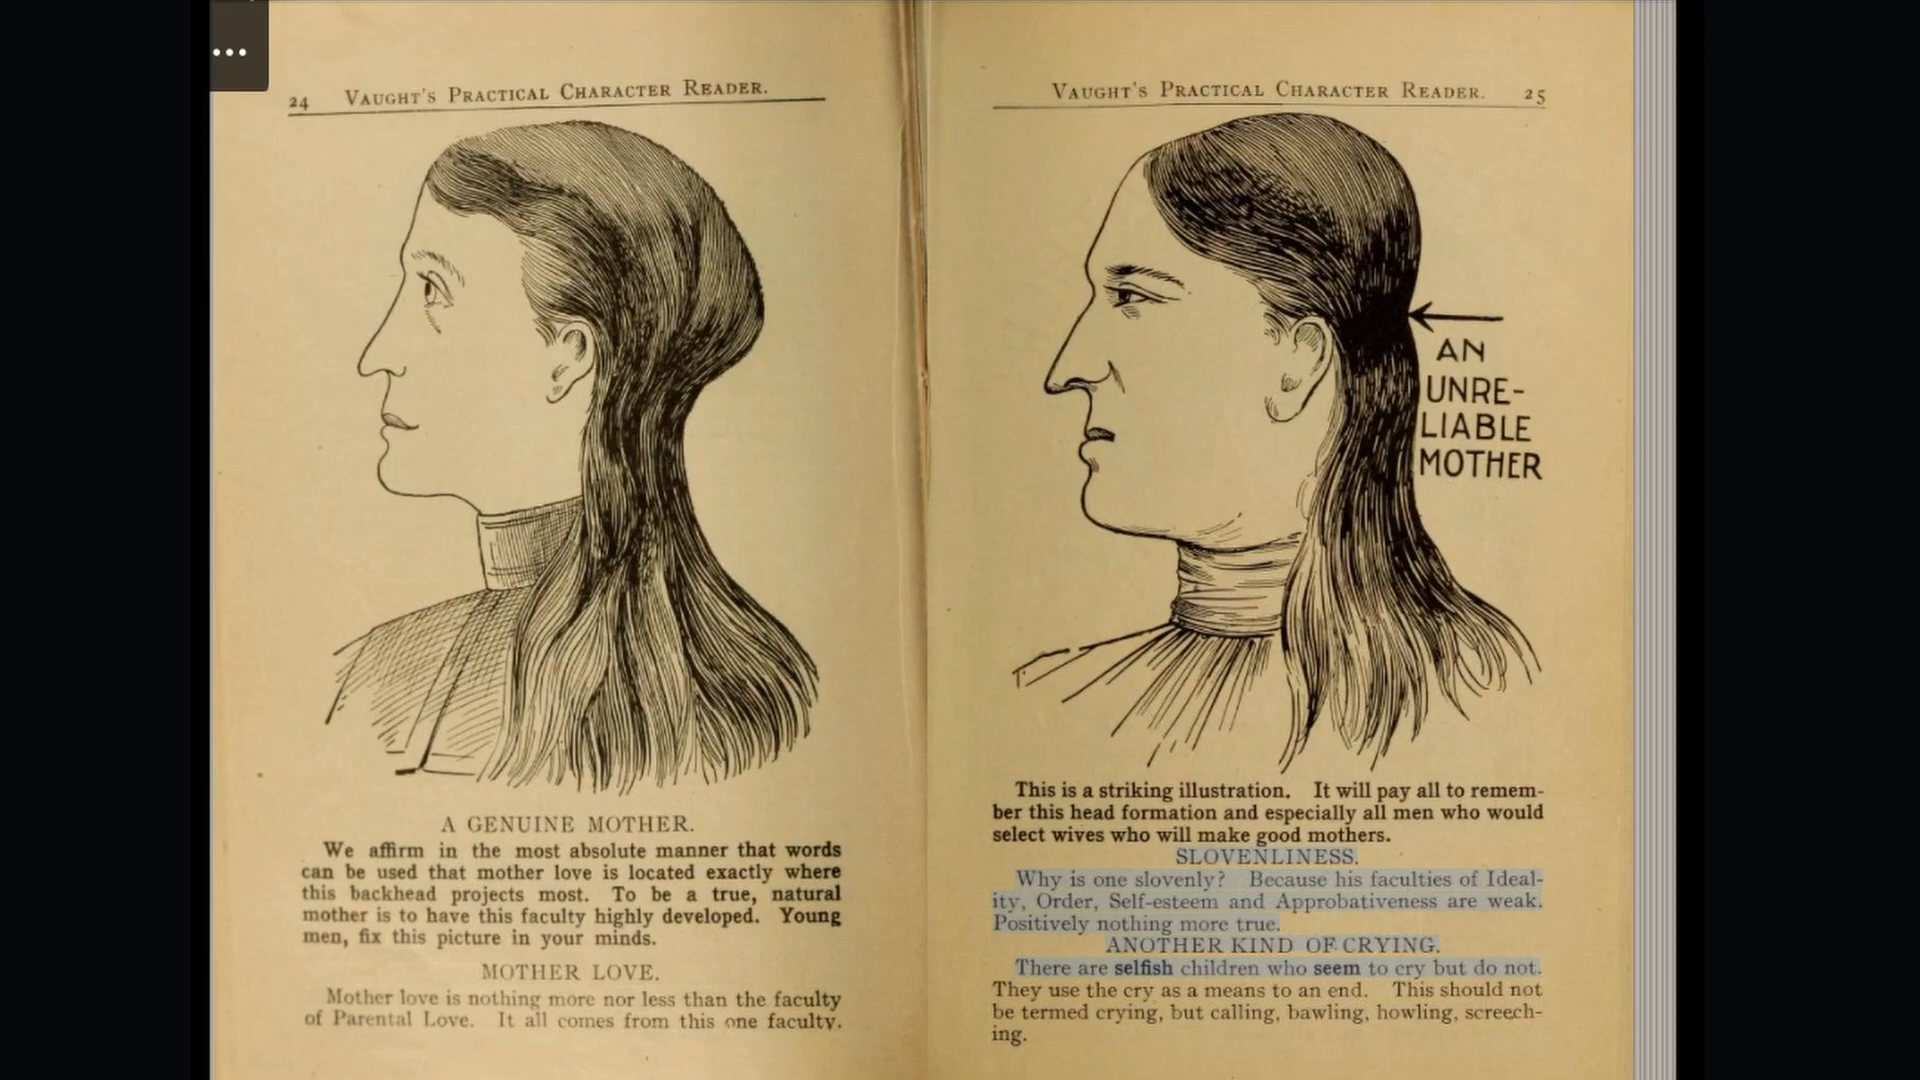 24 VAUGHT'S PRACTICAL CHARACTER READER.
A GENUINE MOTHER.
We affirm in the most absolute manner that words
can be used that mother love is located exactly where
this backhead projects most. To be a true, natural
mother is to have this faculty highly developed. Young
men, fix this picture in your minds.
MOTHER LOVE.
Mother love is nothing more nor less than the faculty
of Parental Love. It all comes from this one faculty.
VAUGHT'S PRACTICAL CHARACTER READER. 25
AN
UNRE-
LIABLE
MOTHER
This is a striking illustration. It will pay all to remem-
ber this head formation and especially all men who would
select wives who will make good mothers.
SLOVENLINESS.
Why is one slovenly? Because his faculties of Ideal-
ity, Order, Self-esteem and Approbativeness are weak.
Positively nothing more true.
ANOTHER KIND OF CRYING.
There are selfish children who seem to cry but do not.
They use the cry as a means to an end. This should not
be termed crying, but calling, bawling, howling, screech-
ing.